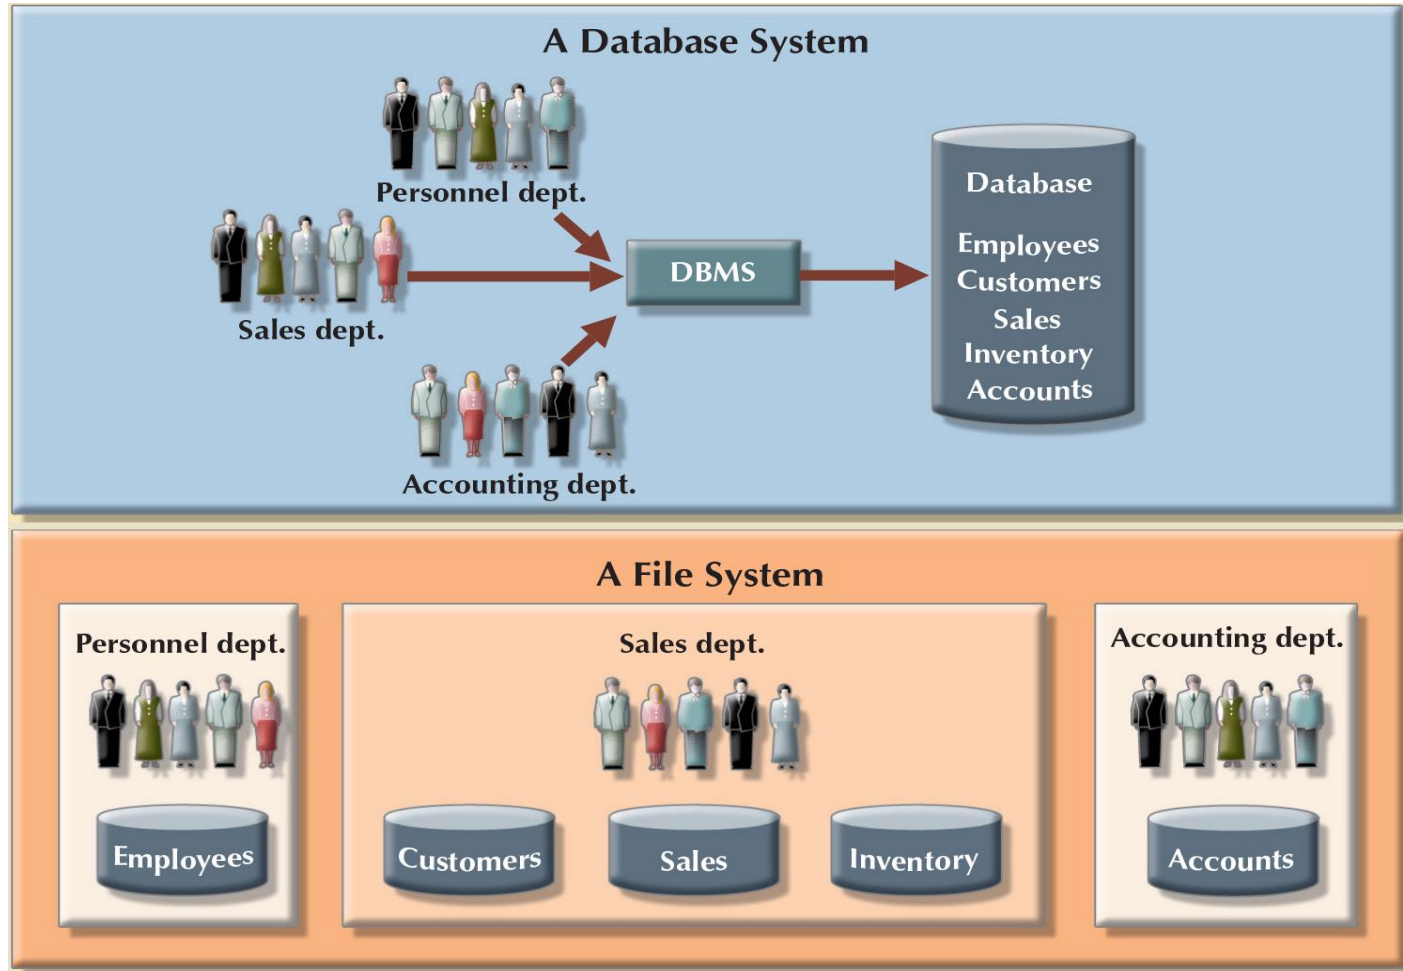 A Database System
Personnel dept.
Sales dept.
Accounting dept.
DBMS
Database
Employees
Customers
Sales
Inventory
Accounts
A File System
Personnel dept.
Employees
Sales dept.
Customers
Sales
Inventory
Accounting dept.
Accounts